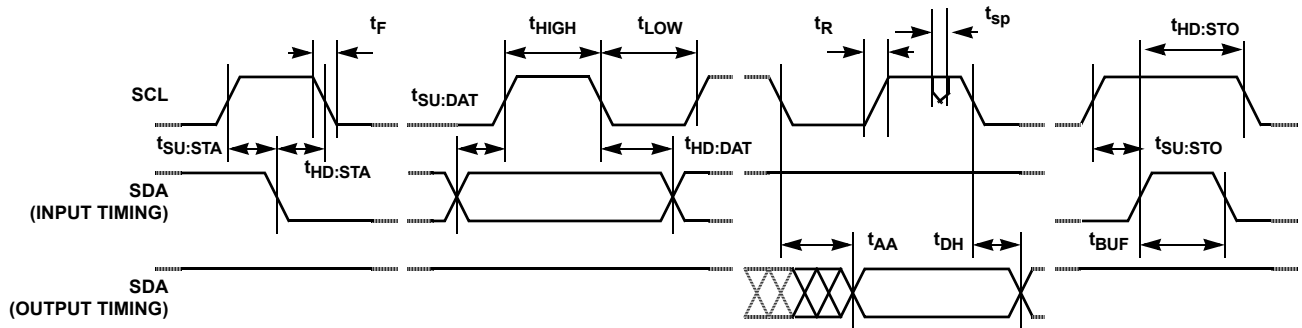 tF
tHIGH
tLOW
tR
tsp
tHD:STO
SCL
tSU:DAT
tSU:STA
tHD:STA
tHD:DAT
tSU:STO
SDA
(INPUT TIMING)
tAA
tDH
tBUF
SDA
(OUTPUT TIMING)